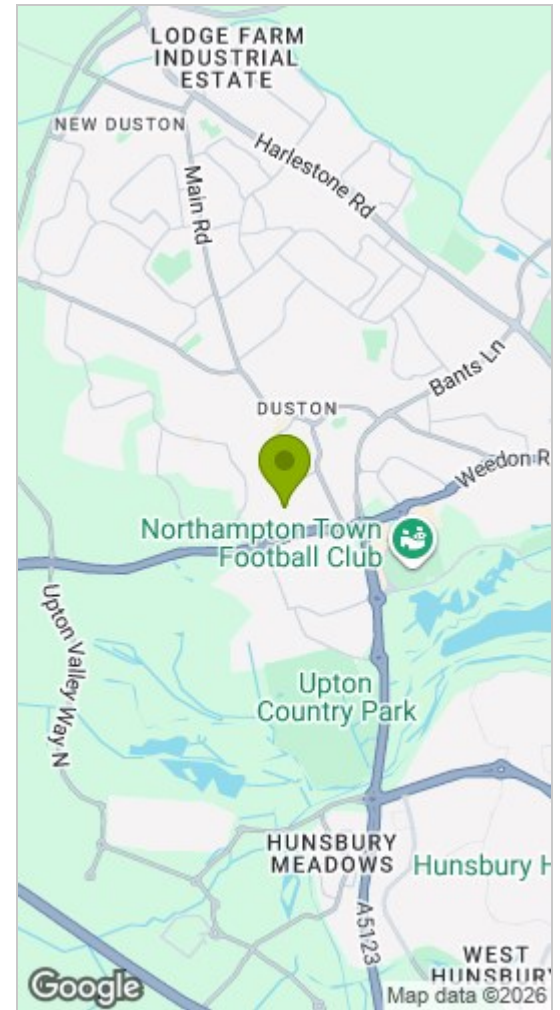 LODGE FARM
INDUSTRIAL
ESTATE
NEW DUSTON
Harlestone Rd
Main Rd
Bants Ln
DUSTON
Weedon R
Northampton Town
Football Club
Upton Valley Way N
Upton
Country Park
HUNSBURY
MEADOWS
Hunsbury H
A5123
WEST
HUNSBURY
Google
Map data ©2026